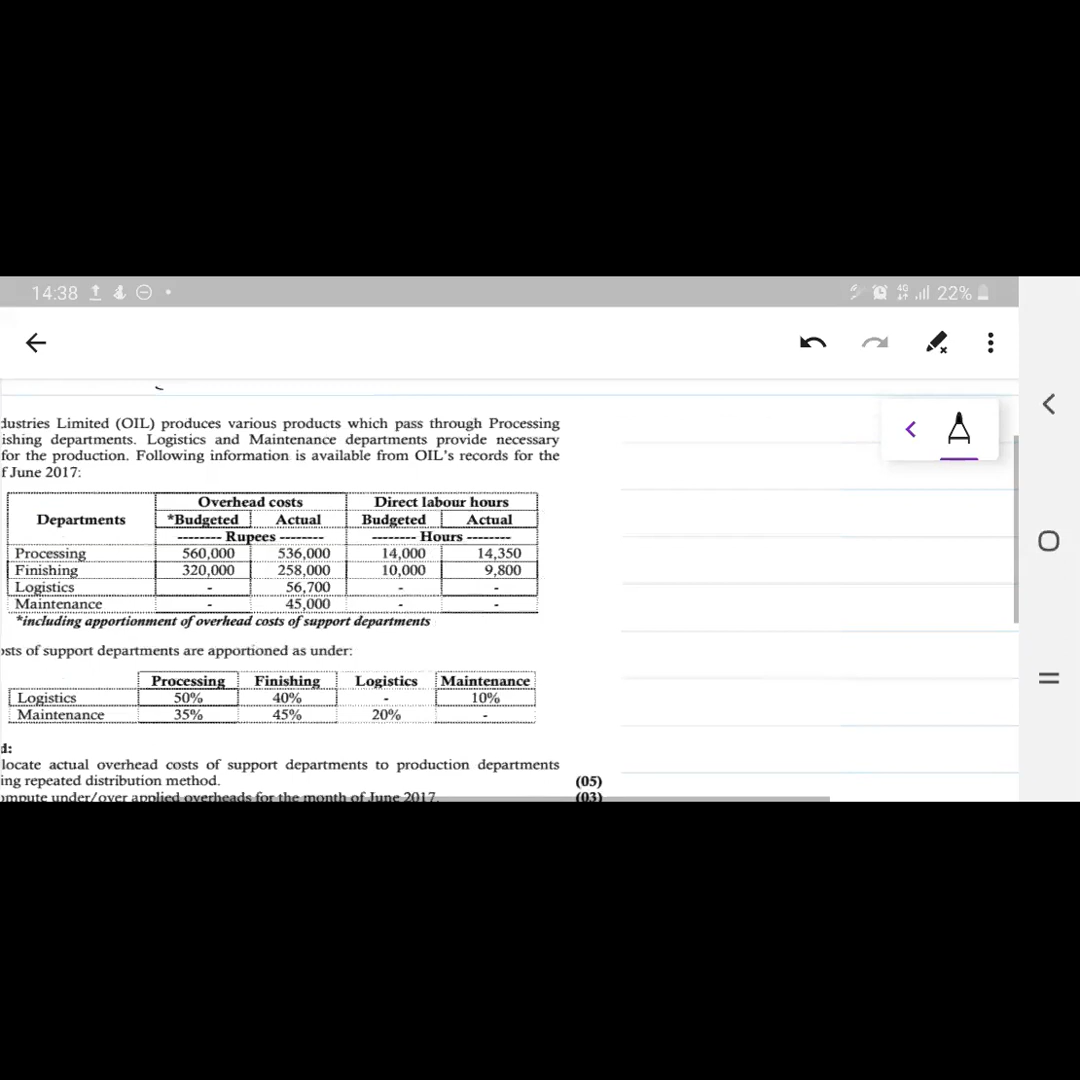 14:38
4G 22%
dustries Limited (OIL) produces various products which pass through Processing
ishing departments. Logistics and Maintenance departments provide necessary
for the production. Following information is available from OIL's records for the
f June 2017:
Departments Overhead costs Direct labour hours
*Budgeted Actual Budgeted Actual
-------- Rupees -------- -------- Hours --------
Processing 560,000 536,000 14,000 14,350
Finishing 320,000 258,000 10,000 9,800
Logistics - 56,700 - -
Maintenance - 45,000 - -
*including apportionment of overhead costs of support departments
osts of support departments are apportioned as under:
Processing Finishing Logistics Maintenance
Logistics 50% 40% - 10%
Maintenance 35% 45% 20% -
d:
locate actual overhead costs of support departments to production departments
ing repeated distribution method. (05)
ompute under/over applied overheads for the month of June 2017. (03)